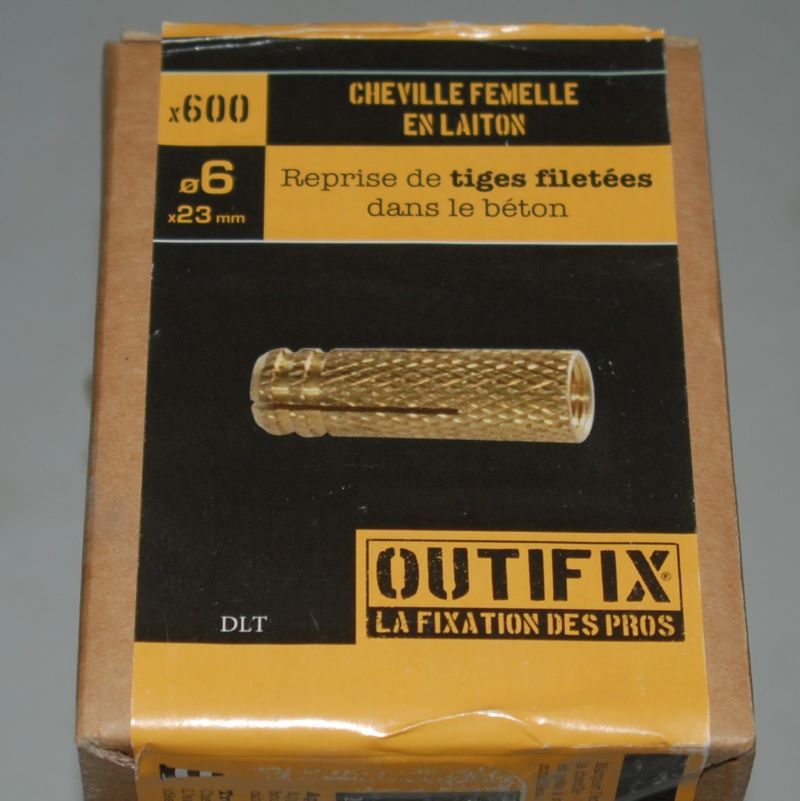 x600
CHEVILLE FEMELLE
EN LAITON
ø6
x23 mm
Reprise de tiges filetées
dans le béton
OUTIFIX®
LA FIXATION DES PROS
DLT